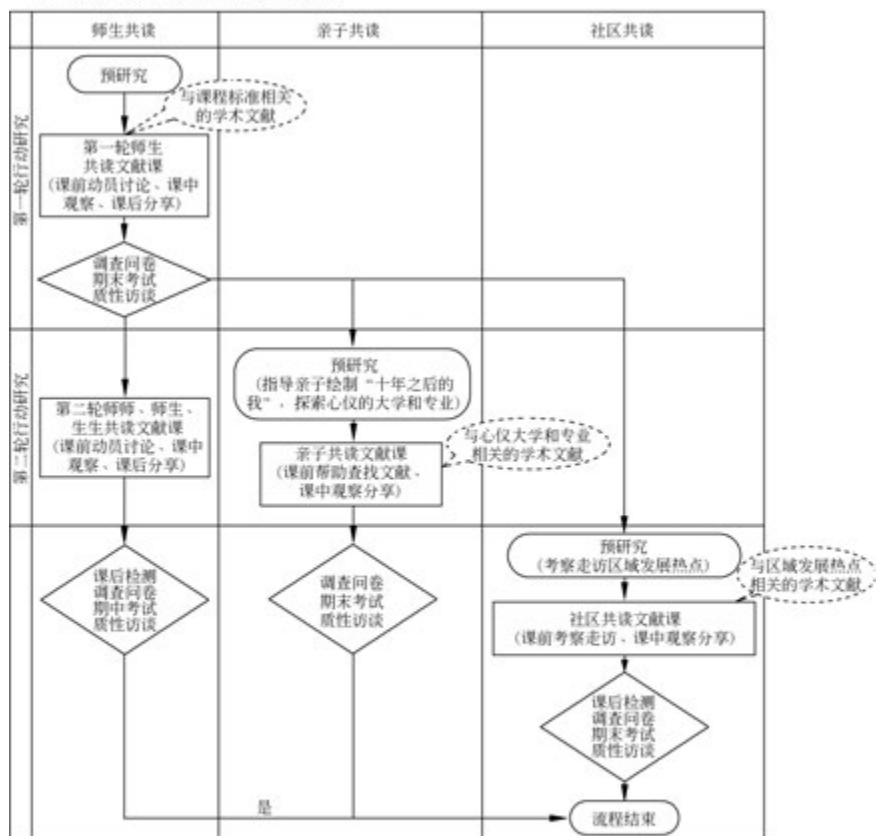 师生共读
亲子共读
社区共读
第一轮行动研究
预研究
与课程标准相关
的学术文献
第一轮师生
共读文献课
(课前动员讨论、课中
观察、课后分享)
调查问卷
期末考试
质性访谈
第二轮行动研究
第二轮师师、师生、
生生共读文献课
(课前动员讨论、课中
观察、课后分享)
预研究
(指导亲子绘制“十年之后的
我”，探索心仪的大学和专业)
亲子共读文献课
(课前帮助查找文献、
课中观察分享)
与心仪大学和专业
相关的学术文献
课后检测
调查问卷
期中考试
质性访谈
调查问卷
期末考试
质性访谈
预研究
(考察走访区域发展热点)
与区域发展热点
相关的学术文献
社区共读文献课
(课前考察走访、课中观察分享)
课后检测
调查问卷
期末考试
质性访谈
是
流程结束